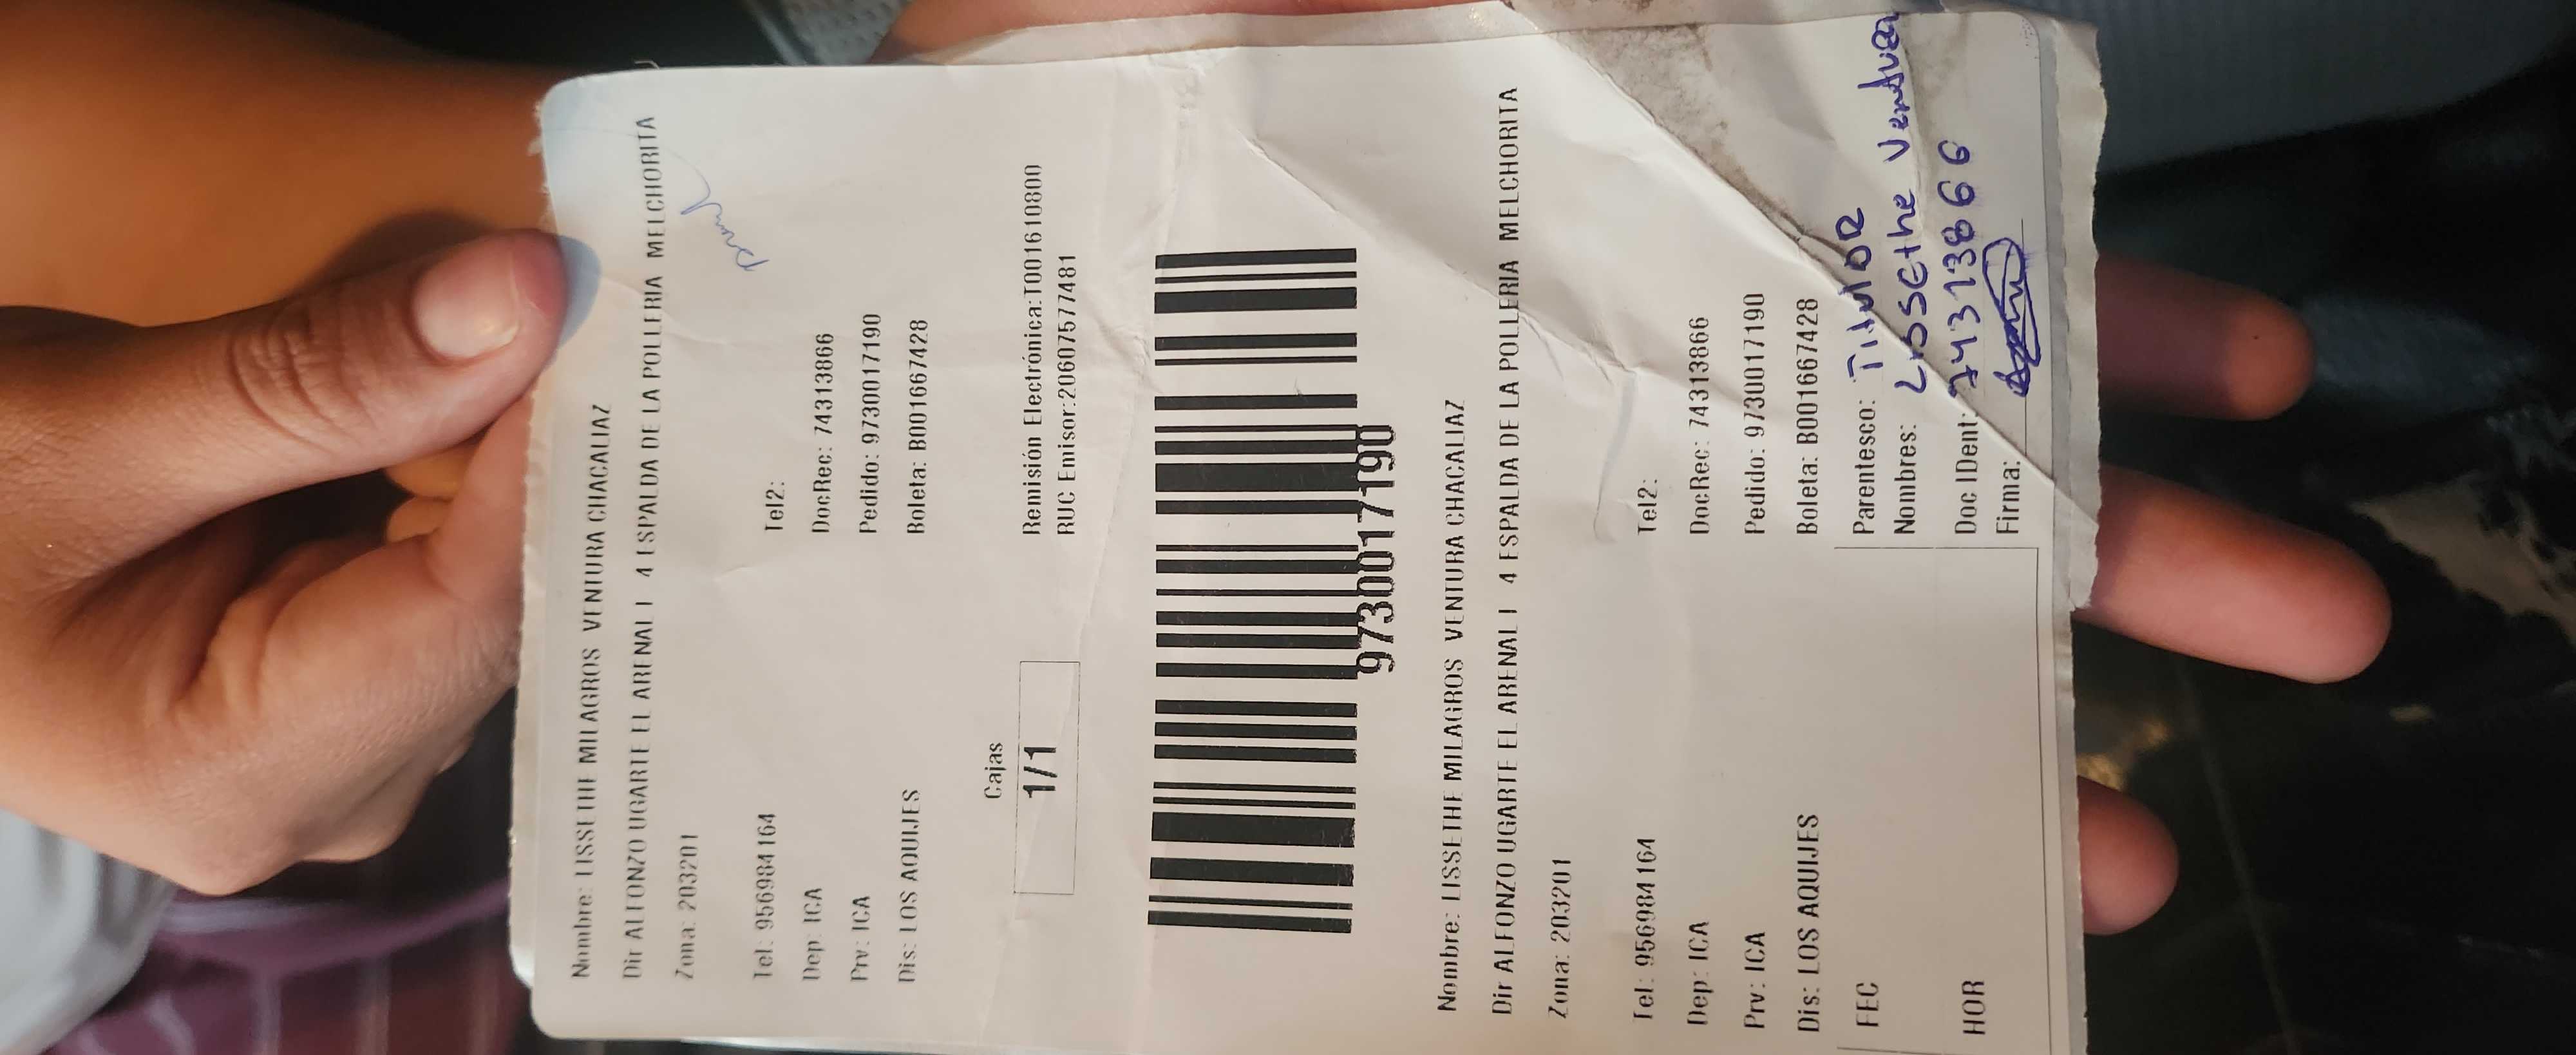 Nombre: LISSETHE MILAGROS VENTURA CHACALIAZ
Dir ALFONZO UGARTE EL ARENAL I 4 ESPALDA DE LA POLLERIA MELCHORITA
Zona: 203201
Tel: 956984164 Tel2:
Dep: ICA DocRec: 74313866
Prv: ICA Pedido: 9730017190
Dis: LOS AQUIJES Boleta: B001667428
Cajas
1/1
Remisión Electrónica:T001610800
RUC Emisor:20607577481
9730017190
Nombre: LISSETHE MILAGROS VENTURA CHACALIAZ
Dir ALFONZO UGARTE EL ARENAL I 4 ESPALDA DE LA POLLERIA MELCHORITA
Zona: 203201
Tel: 956984164 Tel2:
Dep: ICA DocRec: 74313866
Prv: ICA Pedido: 9730017190
Dis: LOS AQUIJES Boleta: B001667428
FEC Parentesco:
Nombres: Lissethe Ventura
HOR Doc IDent: 74313866
Firma: